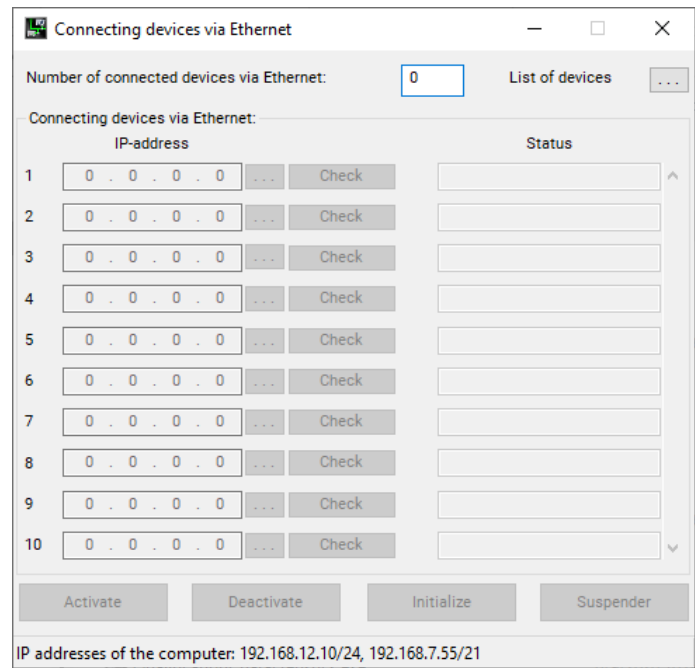 Connecting devices via Ethernet
Number of connected devices via Ethernet: 0 List of devices ...
Connecting devices via Ethernet:
IP-address Status
1 0 . 0 . 0 . 0 ... Check
2 0 . 0 . 0 . 0 ... Check
3 0 . 0 . 0 . 0 ... Check
4 0 . 0 . 0 . 0 ... Check
5 0 . 0 . 0 . 0 ... Check
6 0 . 0 . 0 . 0 ... Check
7 0 . 0 . 0 . 0 ... Check
8 0 . 0 . 0 . 0 ... Check
9 0 . 0 . 0 . 0 ... Check
10 0 . 0 . 0 . 0 ... Check
Activate Deactivate Initialize Suspender
IP addresses of the computer: 192.168.12.10/24, 192.168.7.55/21